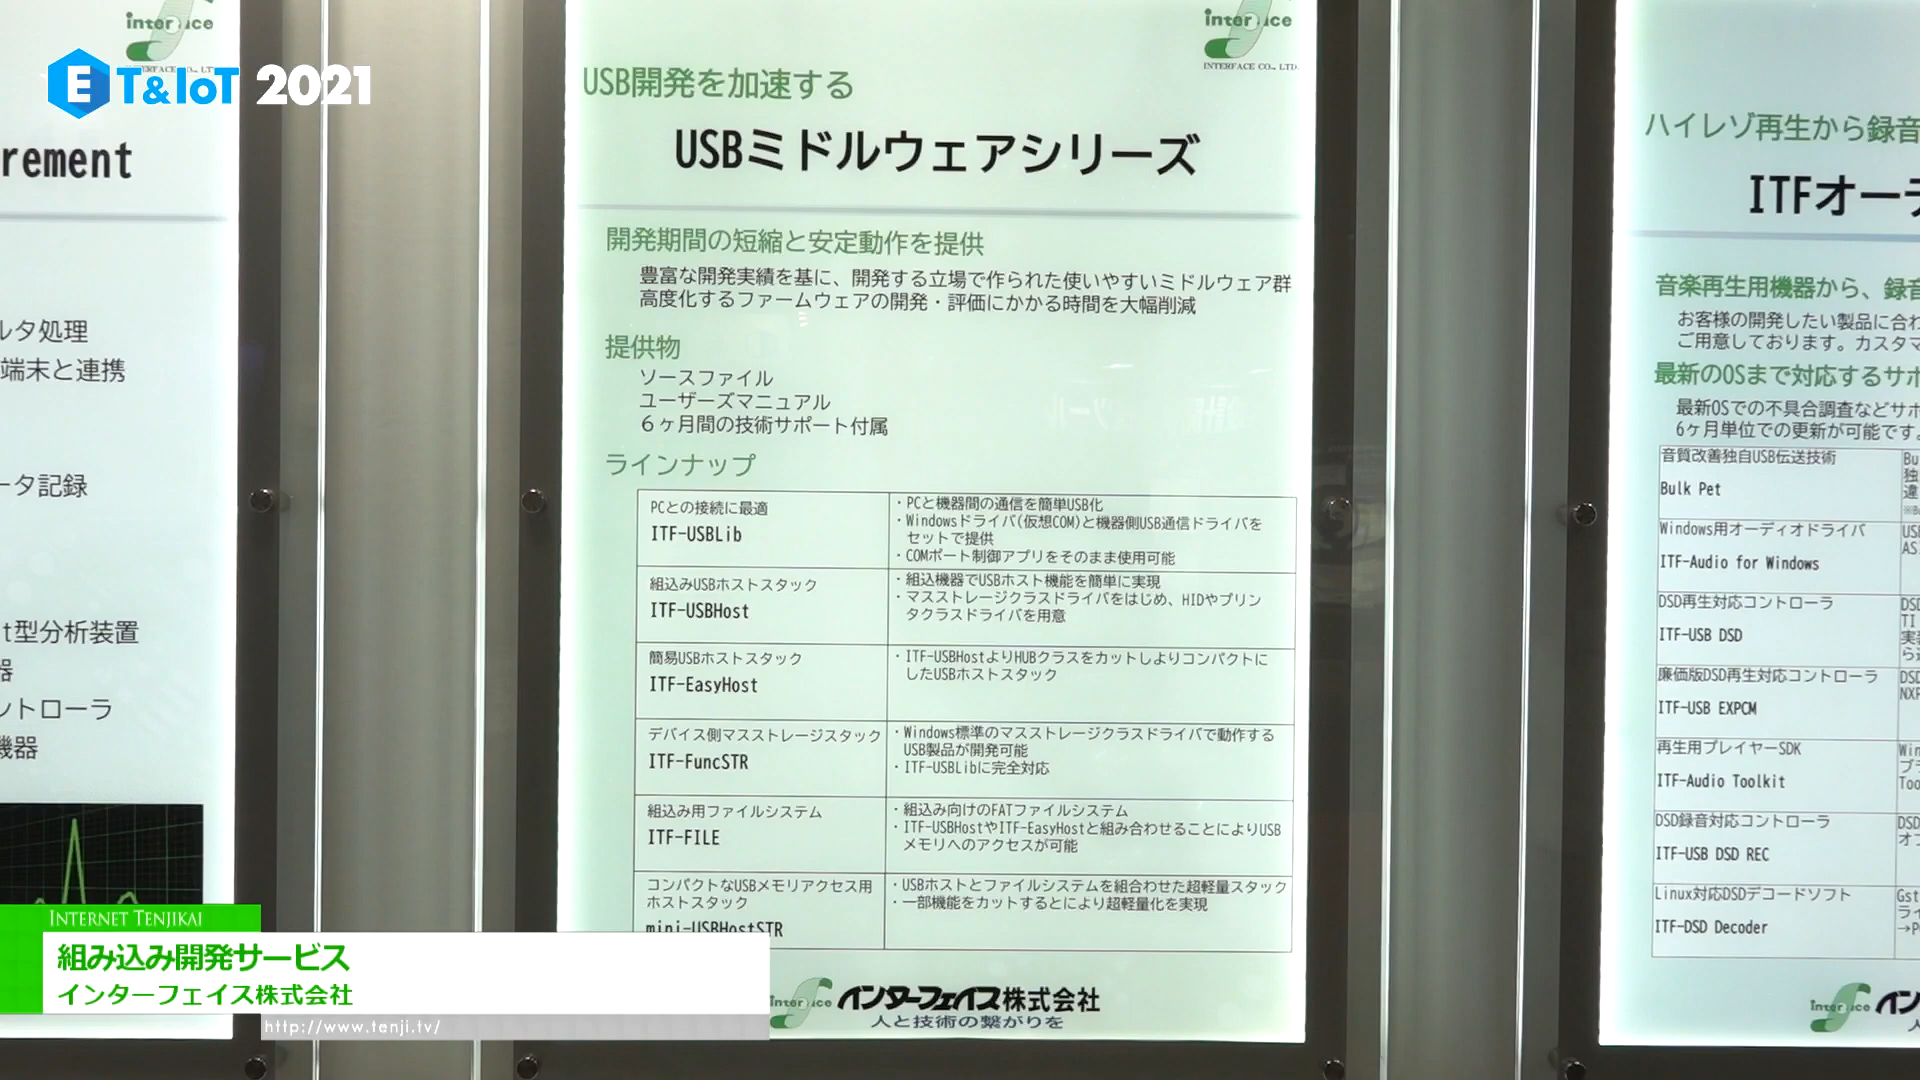 ET&IoT 2021
rement
ルタ処理
端末と連携
ータ記録
t型分析装置
器
ントローラ
機器
interface
INTERFACE CO., LTD.
USB開発を加速する
USBミドルウェアシリーズ
開発期間の短縮と安定動作を提供
豊富な開発実績を基に、開発する立場で作られた使いやすいミドルウェア群
高度化するファームウェアの開発・評価にかかる時間を大幅削減
提供物
ソースファイル
ユーザーズマニュアル
6ヶ月間の技術サポート付属
ラインナップ
PCとの接続に最適
ITF-USBLib
・PCと機器間の通信を簡単USB化
・Windowsドライバ(仮想COM)と機器側USB通信ドライバを
セットで提供
・COMポート制御アプリをそのまま使用可能
組込みUSBホストスタック
ITF-USBHost
・組込機器でUSBホスト機能を簡単に実現
・マスストレージクラスドライバをはじめ、HIDやプリン
タクラスドライバを用意
簡易USBホストスタック
ITF-EasyHost
・ITF-USBHostよりHUBクラスをカットしよりコンパクトに
したUSBホストスタック
デバイス側マスストレージスタック
ITF-FuncSTR
・Windows標準のマスストレージクラスドライバで動作する
USB製品が開発可能
・ITF-USBLibに完全対応
組込み用ファイルシステム
ITF-FILE
・組込み向けのFATファイルシステム
・ITF-USBHostやITF-EasyHostと組み合わせることによりUSB
メモリへのアクセスが可能
コンパクトなUSBメモリアクセス用
ホストスタック
mini-USBHostSTR
・USBホストとファイルシステムを組合わせた超軽量スタック
・一部機能をカットするとにより超軽量化を実現
interface
インターフェイス株式会社
人と技術の繋がりを
ハイレゾ再生から録音
ITFオーデ
音楽再生用機器から、録音
お客様の開発したい製品に合わ
ご用意しております。カスタマ
最新のOSまで対応するサポ
最新OSでの不具合調査などサポ
6ヶ月単位での更新が可能です。
音質改善独自USB伝送技術
Bulk Pet
Windows用オーディオドライバ
ITF-Audio for Windows
DSD再生対応コントローラ
ITF-USB DSD
廉価版DSD再生対応コントローラ
ITF-USB EXPCM
再生用プレイヤーSDK
ITF-Audio Toolkit
DSD録音対応コントローラ
ITF-USB DSD REC
Linux対応DSDデコードソフト
ITF-DSD Decoder
interface
イン
INTERNET TENJIKAI
組み込み開発サービス
インターフェイス株式会社
http://www.tenji.tv/